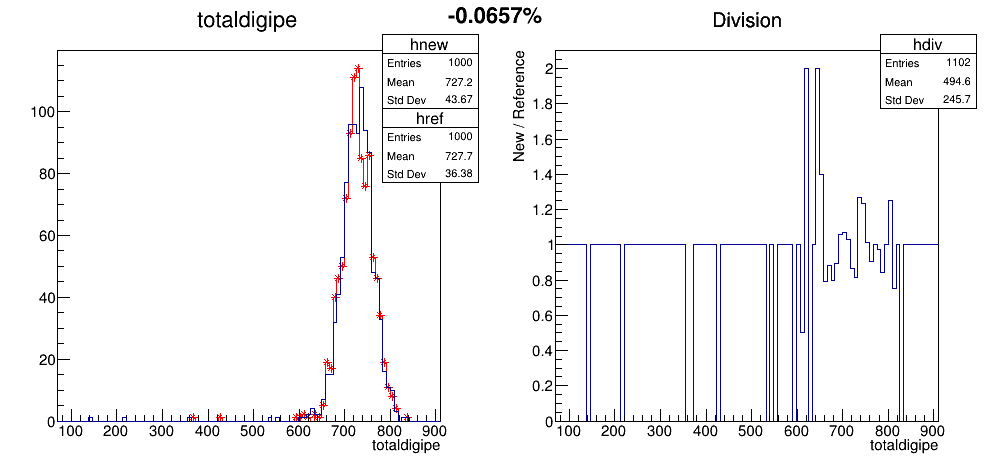 -0.0657%
totaldigipe
hnew
Entries 1000
Mean 727.2
Std Dev 43.67
href
Entries 1000
Mean 727.7
Std Dev 36.38
100
80
60
40
20
0
100 200 300 400 500 600 700 800 900
totaldigipe
Division
hdiv
Entries 1102
Mean 494.6
Std Dev 245.7
New / Reference
2
1.8
1.6
1.4
1.2
1
0.8
0.6
0.4
0.2
0
100 200 300 400 500 600 700 800 900
totaldigipe